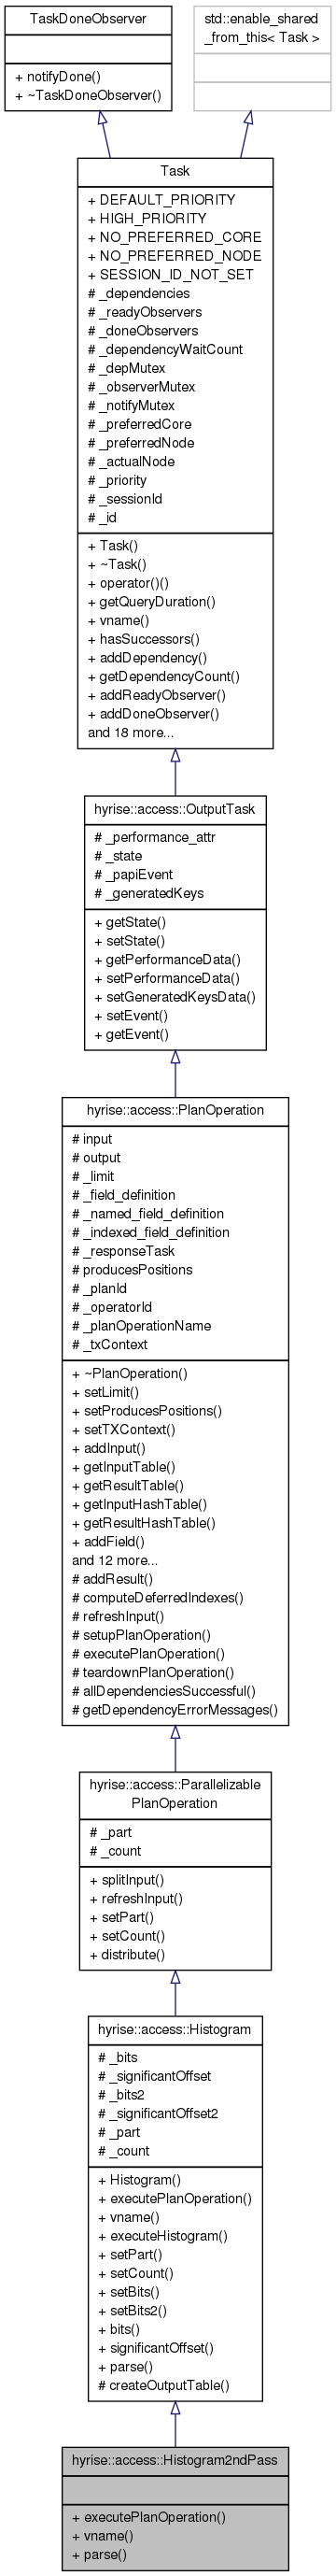 TaskDoneObserver
+ notifyDone()
+ ~TaskDoneObserver()
std::enable_shared
_from_this< Task >
Task
+ DEFAULT_PRIORITY
+ HIGH_PRIORITY
+ NO_PREFERRED_CORE
+ NO_PREFERRED_NODE
+ SESSION_ID_NOT_SET
# _dependencies
# _readyObservers
# _doneObservers
# _dependencyWaitCount
# _depMutex
# _observerMutex
# _notifyMutex
# _preferredCore
# _preferredNode
# _actualNode
# _priority
# _sessionId
# _id
+ Task()
+ ~Task()
+ operator()()
+ getQueryDuration()
+ vname()
+ hasSuccessors()
+ addDependency()
+ getDependencyCount()
+ addReadyObserver()
+ addDoneObserver()
and 18 more...
hyrise::access::OutputTask
# _performance_attr
# _state
# _papiEvent
# _generatedKeys
+ getState()
+ setState()
+ getPerformanceData()
+ setPerformanceData()
+ setGeneratedKeysData()
+ setEvent()
+ getEvent()
hyrise::access::PlanOperation
# input
# output
# _limit
# _field_definition
# _named_field_definition
# _indexed_field_definition
# _responseTask
# producesPositions
# _planId
# _operatorId
# _planOperationName
# _txContext
+ ~PlanOperation()
+ setLimit()
+ setProducesPositions()
+ setTXContext()
+ addInput()
+ getInputTable()
+ getResultTable()
+ getInputHashTable()
+ getResultHashTable()
+ addField()
and 12 more...
# addResult()
# computeDeferredIndexes()
# refreshInput()
# setupPlanOperation()
# executePlanOperation()
# teardownPlanOperation()
# allDependenciesSuccessful()
# getDependencyErrorMessages()
hyrise::access::Parallelizable
PlanOperation
# _part
# _count
+ splitInput()
+ refreshInput()
+ setPart()
+ setCount()
+ distribute()
hyrise::access::Histogram
# _bits
# _significantOffset
# _bits2
# _significantOffset2
# _part
# _count
+ Histogram()
+ executePlanOperation()
+ vname()
+ executeHistogram()
+ setPart()
+ setCount()
+ setBits()
+ setBits2()
+ bits()
+ significantOffset()
+ parse()
# createOutputTable()
hyrise::access::Histogram2ndPass
+ executePlanOperation()
+ vname()
+ parse()